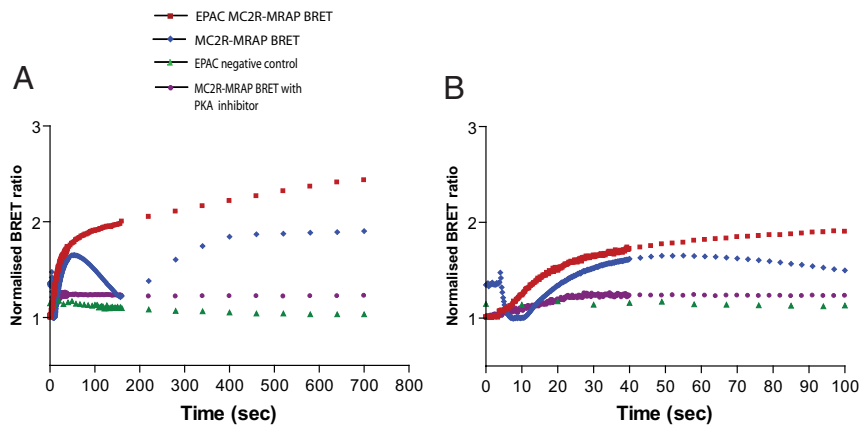 EPAC MC2R-MRAP BRET
MC2R-MRAP BRET
EPAC negative control
MC2R-MRAP BRET with
PKA inhibitor
A
Normalised BRET ratio
3
2
1
0 100 200 300 400 500 600 700 800
Time (sec)
B
Normalised BRET ratio
3
2
1
0 10 20 30 40 50 60 70 80 90 100
Time (sec)